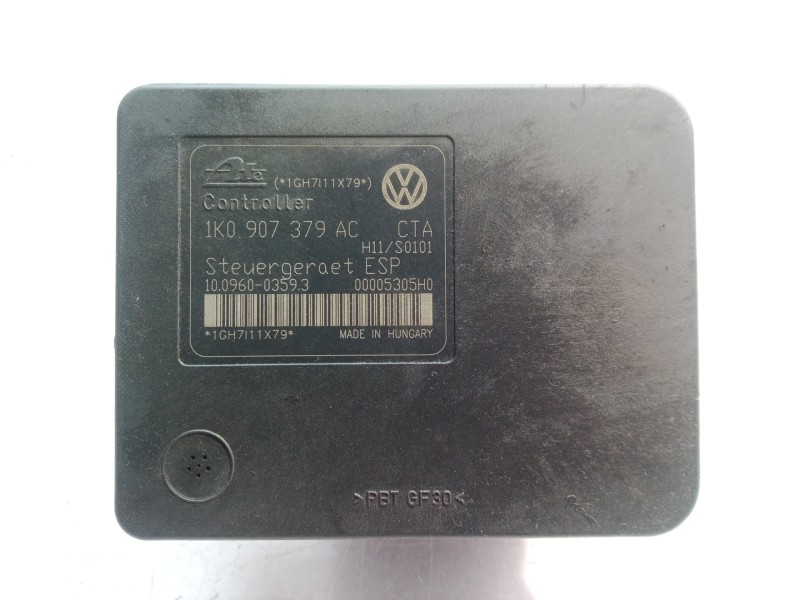 Ate (*1GH7I11X79*)
Controller
1K0 907 379 AC CTA
H11/S0101
Steuergeraet ESP
10.0960-0359.3 00005305H0
*1GH7I11X79* MADE IN HUNGARY
>PBT GF30<